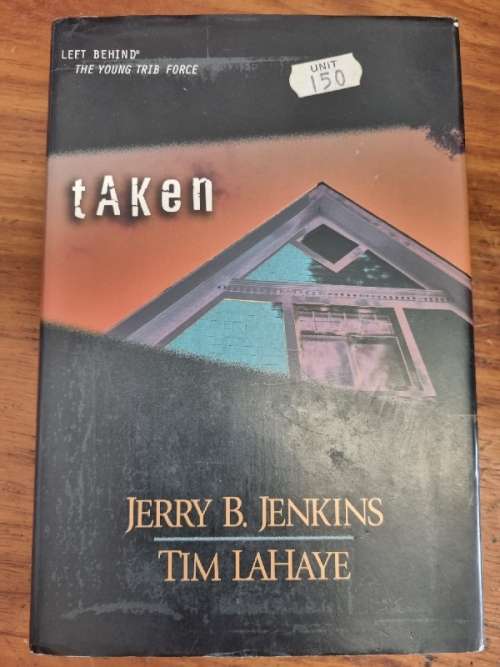 LEFT BEHIND®
THE YOUNG TRIB FORCE
UNIT
150
tAKen
JERRY B. JENKINS
TIM LAHAYE